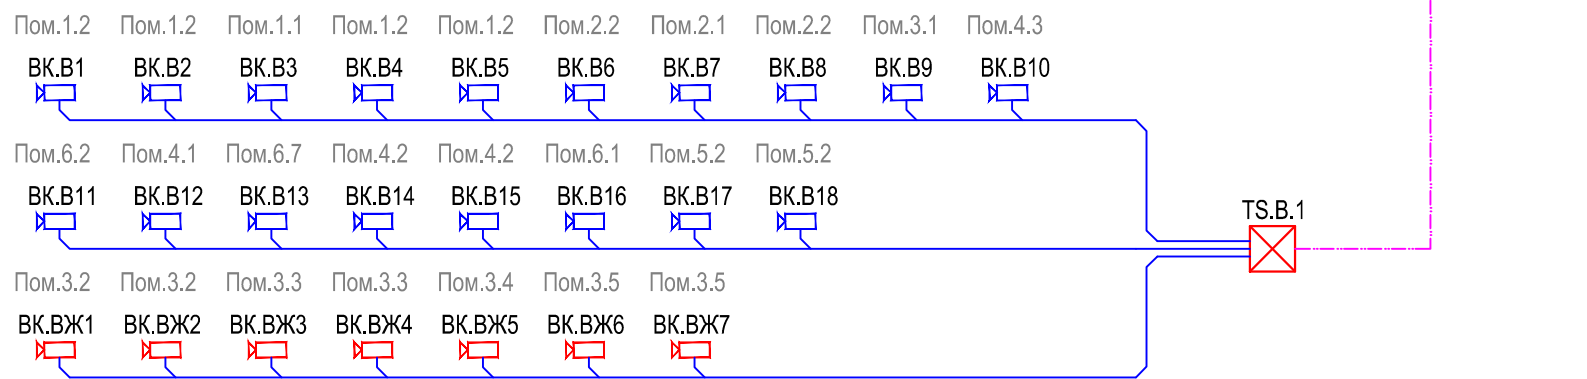 Пом.1.2 Пом.1.2 Пом.1.1 Пом.1.2 Пом.1.2 Пом.2.2 Пом.2.1 Пом.2.2 Пом.3.1 Пом.4.3
ВК.В1 ВК.В2 ВК.В3 ВК.В4 ВК.В5 ВК.В6 ВК.В7 ВК.В8 ВК.В9 ВК.В10
Пом.6.2 Пом.4.1 Пом.6.7 Пом.4.2 Пом.4.2 Пом.6.1 Пом.5.2 Пом.5.2
ВК.В11 ВК.В12 ВК.В13 ВК.В14 ВК.В15 ВК.В16 ВК.В17 ВК.В18
TS.B.1
Пом.3.2 Пом.3.2 Пом.3.3 Пом.3.3 Пом.3.4 Пом.3.5 Пом.3.5
ВК.ВЖ1 ВК.ВЖ2 ВК.ВЖ3 ВК.ВЖ4 ВК.ВЖ5 ВК.ВЖ6 ВК.ВЖ7